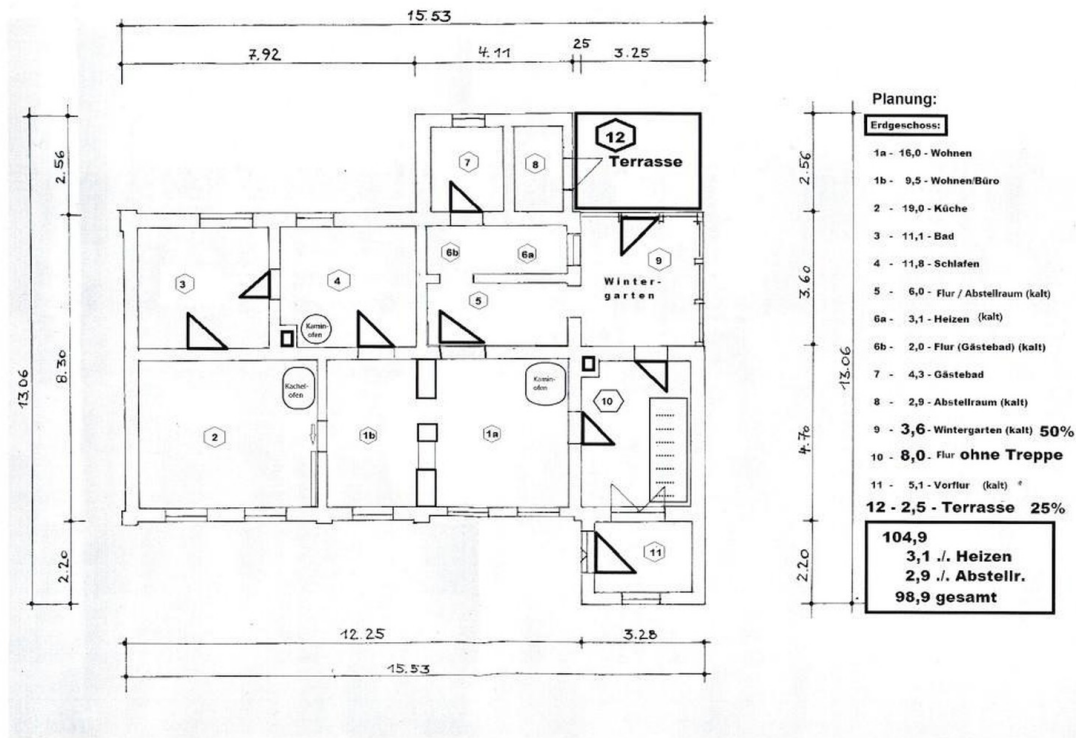 15.53
7.92
4.11
25
3.25
2.56
13.06
8.30
2.20
2.56
3.60
4.70
13.06
2.20
12
Terrasse
7
8
6b
6a
9
Winter-
garten
3
4
5
Kamin-
ofen
Kachel-
ofen
Kamin-
ofen
10
2
1b
1a
11
12.25
3.28
15.53
Planung:
Erdgeschoss:
1a - 16,0 - Wohnen
1b - 9,5 - Wohnen/Büro
2 - 19,0 - Küche
3 - 11,1 - Bad
4 - 11,8 - Schlafen
5 - 6,0 - Flur / Abstellraum (kalt)
6a - 3,1 - Heizen (kalt)
6b - 2,0 - Flur (Gästebad) (kalt)
7 - 4,3 - Gästebad
8 - 2,9 - Abstellraum (kalt)
9 - 3,6 - Wintergarten (kalt) 50%
10 - 8,0 - Flur ohne Treppe
11 - 5,1 - Vorflur (kalt)
12 - 2,5 - Terrasse 25%
104,9
3,1 ./. Heizen
2,9 ./. Abstellr.
98,9 gesamt